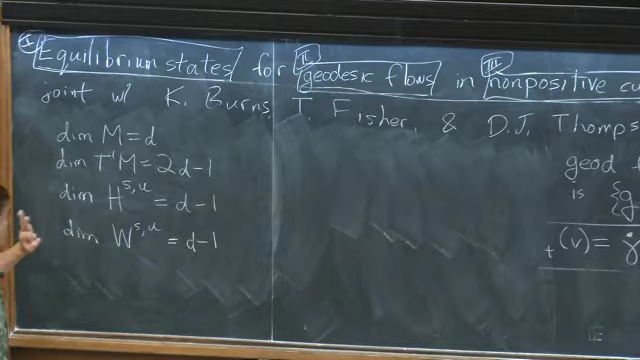 I Equilibrium states for II geodesic flows in III nonpositive cu
joint w/ K. Burns, T. Fisher, & D.J. Thomps
dim M = d
dim T¹M = 2d-1
dim H^{s,u} = d-1
dim W^{s,u} = d-1
geod f
is {g
t(v) = γ̇